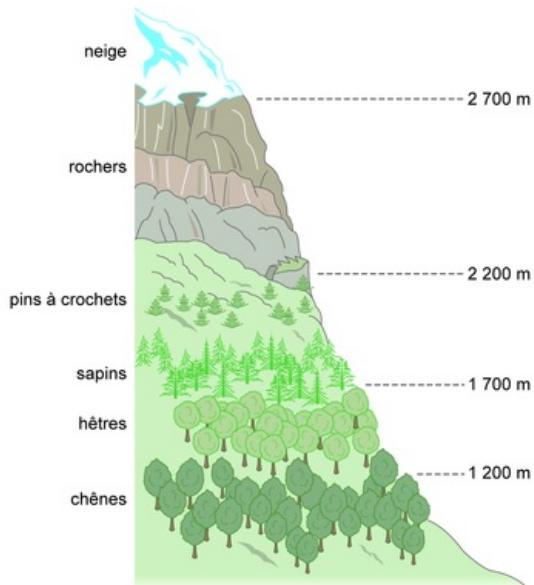 neige
2 700 m
rochers
2 200 m
pins à crochets
sapins
1 700 m
hêtres
1 200 m
chênes